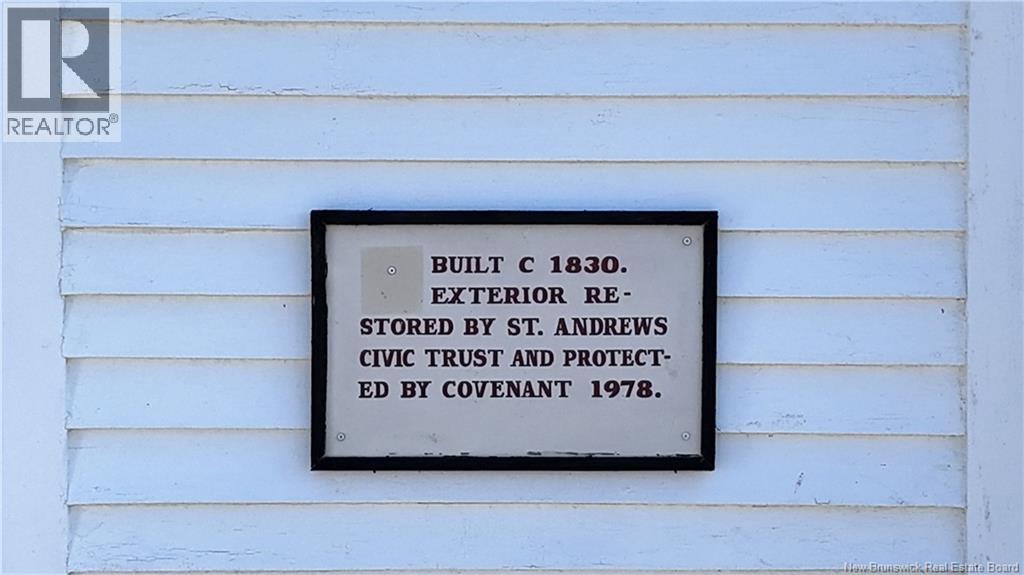 R
REALTOR®
BUILT C 1830.
EXTERIOR RE-
STORED BY ST. ANDREWS
CIVIC TRUST AND PROTECT-
ED BY COVENANT 1978.
New Brunswick Real Estate Board